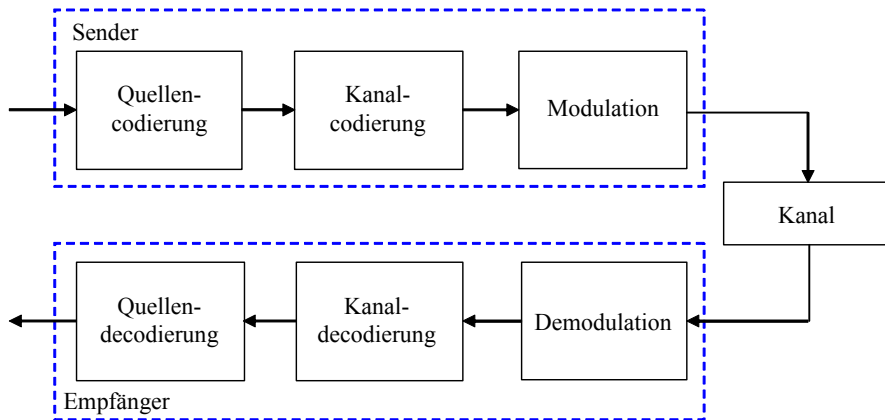 Sender
Quellen-
codierung
Kanal-
codierung
Modulation
Kanal
Quellen-
decodierung
Kanal-
decodierung
Demodulation
Empfänger